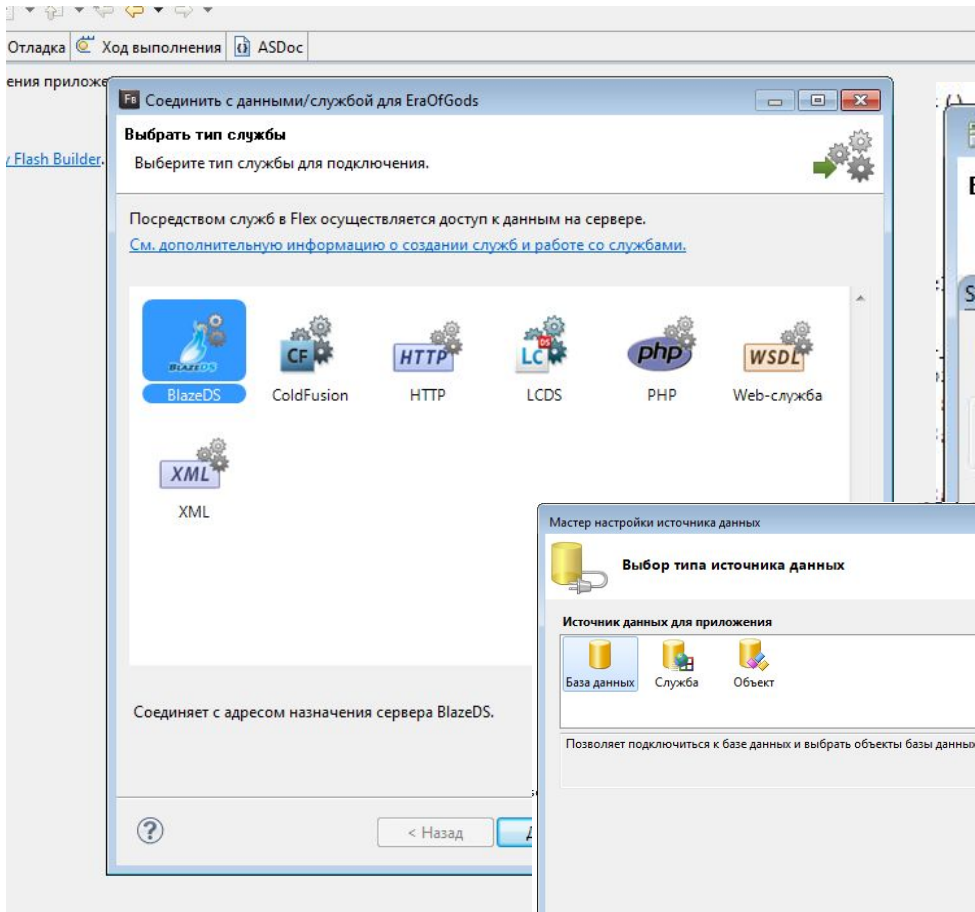 Отладка Ход выполнения ASDoc
ения приложе
Flash Builder.
Соединить с данными/службой для EraOfGods
Выбрать тип службы
Выберите тип службы для подключения.
Посредством служб в Flex осуществляется доступ к данным на сервере.
См. дополнительную информацию о создании служб и работе со службами.
BLAZEDS CF HTTP LC DS php WSDL
BlazeDS ColdFusion HTTP LCDS PHP Web-служба
XML
XML
Соединяет с адресом назначения сервера BlazeDS.
< Назад
Мастер настройки источника данных
Выбор типа источника данных
Источник данных для приложения
База данных Служба Объект
Позволяет подключиться к базе данных и выбрать объекты базы данных